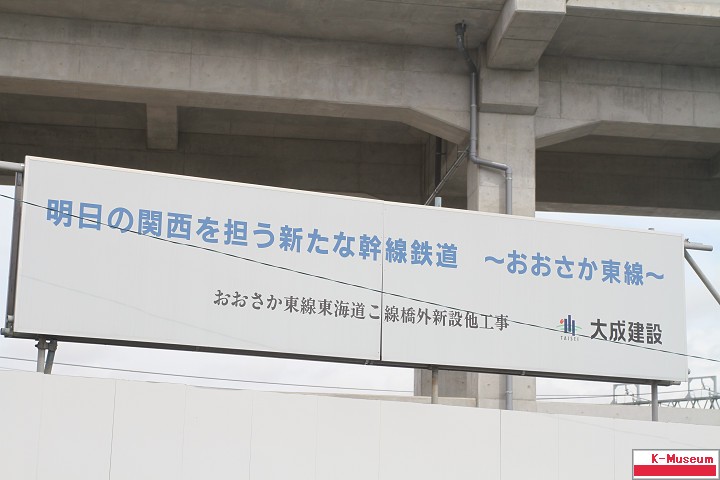 明日の関西を担う新たな幹線鉄道 ～おおさか東線～
おおさか東線東海道こ線橋外新設他工事
TAISEI 大成建設
K-Museum